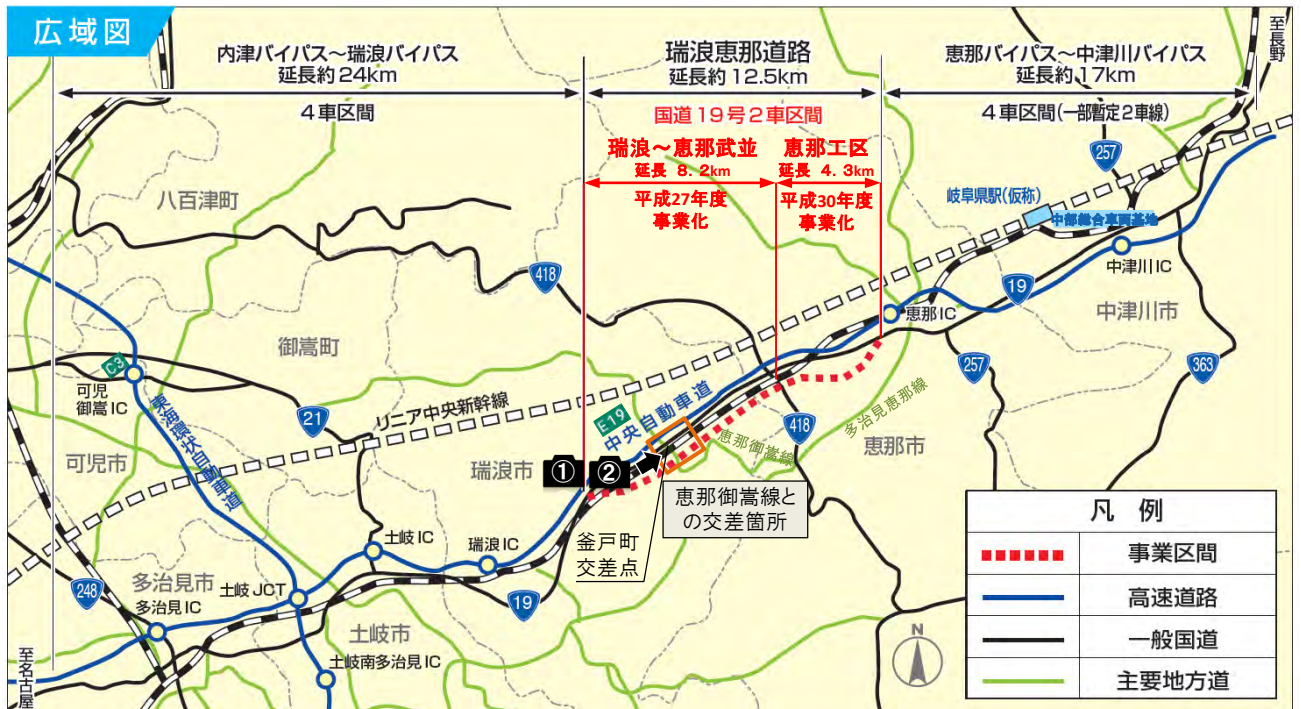 広域図
内津バイパス〜瑞浪バイパス
延長約24km
4車区間
瑞浪恵那道路
延長約12.5km
国道19号2車区間
恵那バイパス〜中津川バイパス
延長約17km
4車区間(一部暫定2車線)
至長野
瑞浪〜恵那武並
延長 8.2km
平成27年度
事業化
恵那工区
延長 4.3km
平成30年度
事業化
257
岐阜県駅(仮称)
中部総合車両基地
八百津町
418
中津川IC
19
恵那IC
中津川市
御嵩町
C3
可児
御嵩IC
21
リニア中央新幹線
E19
中央自動車道
257
363
東海環状自動車道
可児市
瑞浪市
①
②
恵那御嵩線
418
多治見恵那線
恵那市
恵那御嵩線と
の交差箇所
釜戸町
交差点
土岐IC
瑞浪IC
248
多治見市
多治見IC
土岐JCT
19
土岐市
土岐南多治見IC
至名古屋
N
凡 例
事業区間
高速道路
一般国道
主要地方道